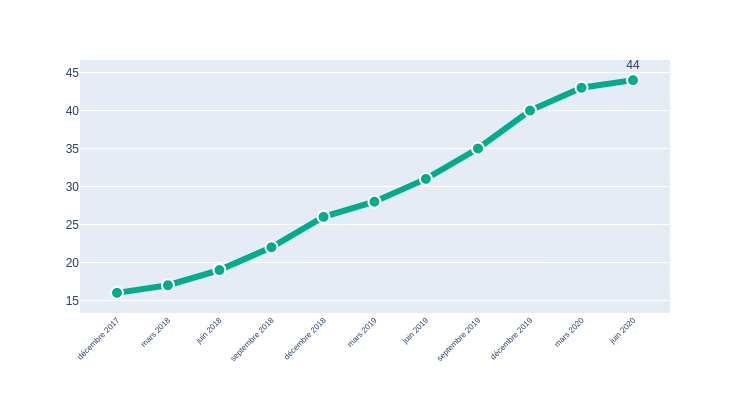 44
45
40
35
30
25
20
15
décembre 2017
mars 2018
juin 2018
septembre 2018
décembre 2018
mars 2019
juin 2019
septembre 2019
décembre 2019
mars 2020
juin 2020